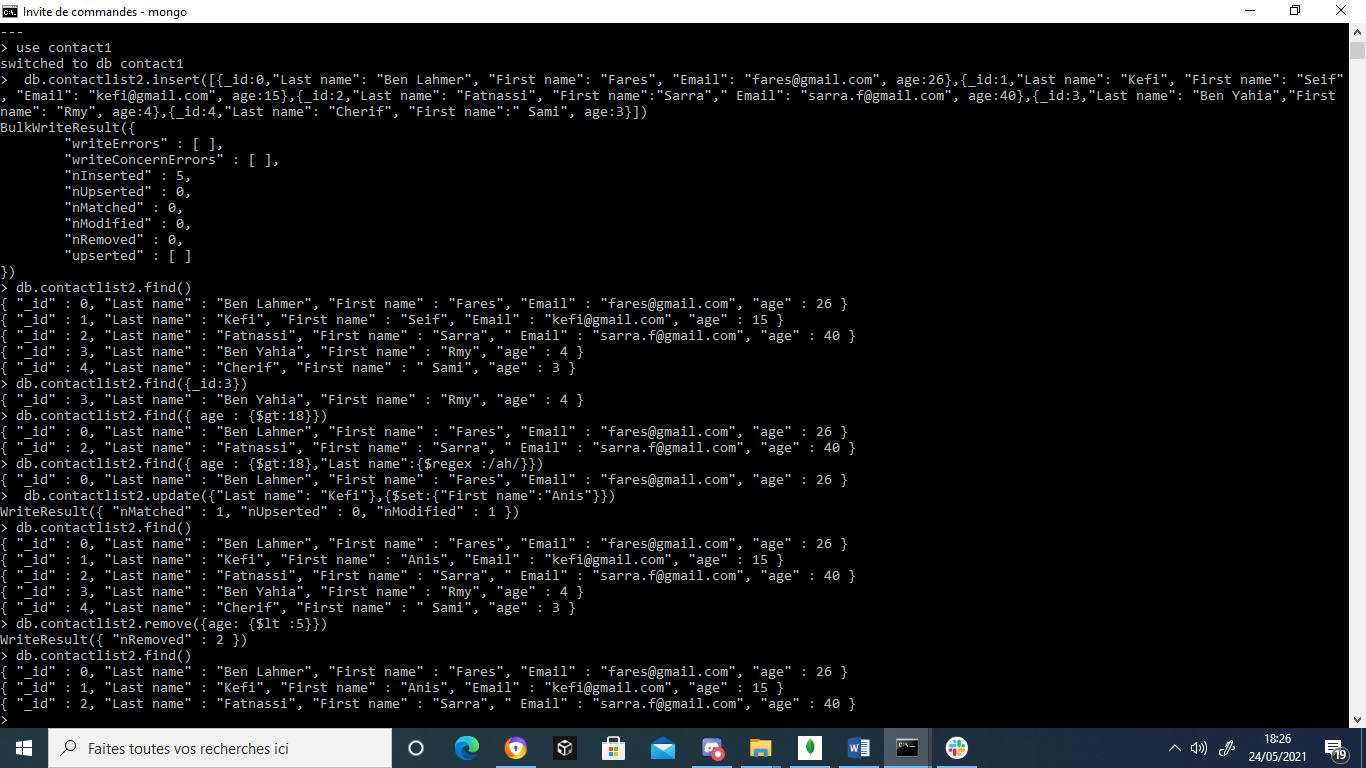 Invite de commandes - mongo
---
> use contact1
switched to db contact1
>  db.contactlist2.insert([{_id:0,"Last name": "Ben Lahmer", "First name": "Fares", "Email": "fares@gmail.com", age:26},{_id:1,"Last name": "Kefi", "First name": "Seif"
, "Email": "kefi@gmail.com", age:15},{_id:2,"Last name": "Fatnassi", "First name":"Sarra"," Email": "sarra.f@gmail.com", age:40},{_id:3,"Last name": "Ben Yahia","First
name": "Rmy", age:4},{_id:4,"Last name": "Cherif", "First name":" Sami", age:3}])
BulkWriteResult({
        "writeErrors" : [ ],
        "writeConcernErrors" : [ ],
        "nInserted" : 5,
        "nUpserted" : 0,
        "nMatched" : 0,
        "nModified" : 0,
        "nRemoved" : 0,
        "upserted" : [ ]
})
> db.contactlist2.find()
{ "_id" : 0, "Last name" : "Ben Lahmer", "First name" : "Fares", "Email" : "fares@gmail.com", "age" : 26 }
{ "_id" : 1, "Last name" : "Kefi", "First name" : "Seif", "Email" : "kefi@gmail.com", "age" : 15 }
{ "_id" : 2, "Last name" : "Fatnassi", "First name" : "Sarra", " Email" : "sarra.f@gmail.com", "age" : 40 }
{ "_id" : 3, "Last name" : "Ben Yahia", "First name" : "Rmy", "age" : 4 }
{ "_id" : 4, "Last name" : "Cherif", "First name" : " Sami", "age" : 3 }
> db.contactlist2.find({_id:3})
{ "_id" : 3, "Last name" : "Ben Yahia", "First name" : "Rmy", "age" : 4 }
> db.contactlist2.find({ age : {$gt:18}})
{ "_id" : 0, "Last name" : "Ben Lahmer", "First name" : "Fares", "Email" : "fares@gmail.com", "age" : 26 }
{ "_id" : 2, "Last name" : "Fatnassi", "First name" : "Sarra", " Email" : "sarra.f@gmail.com", "age" : 40 }
> db.contactlist2.find({ age : {$gt:18},"Last name":{$regex :/ah/}})
{ "_id" : 0, "Last name" : "Ben Lahmer", "First name" : "Fares", "Email" : "fares@gmail.com", "age" : 26 }
>  db.contactlist2.update({"Last name": "Kefi"},{$set:{"First name":"Anis"}})
WriteResult({ "nMatched" : 1, "nUpserted" : 0, "nModified" : 1 })
> db.contactlist2.find()
{ "_id" : 0, "Last name" : "Ben Lahmer", "First name" : "Fares", "Email" : "fares@gmail.com", "age" : 26 }
{ "_id" : 1, "Last name" : "Kefi", "First name" : "Anis", "Email" : "kefi@gmail.com", "age" : 15 }
{ "_id" : 2, "Last name" : "Fatnassi", "First name" : "Sarra", " Email" : "sarra.f@gmail.com", "age" : 40 }
{ "_id" : 3, "Last name" : "Ben Yahia", "First name" : "Rmy", "age" : 4 }
{ "_id" : 4, "Last name" : "Cherif", "First name" : " Sami", "age" : 3 }
> db.contactlist2.remove({age: {$lt :5}})
WriteResult({ "nRemoved" : 2 })
> db.contactlist2.find()
{ "_id" : 0, "Last name" : "Ben Lahmer", "First name" : "Fares", "Email" : "fares@gmail.com", "age" : 26 }
{ "_id" : 1, "Last name" : "Kefi", "First name" : "Anis", "Email" : "kefi@gmail.com", "age" : 15 }
{ "_id" : 2, "Last name" : "Fatnassi", "First name" : "Sarra", " Email" : "sarra.f@gmail.com", "age" : 40 }
>
Faites toutes vos recherches ici
18:26
24/05/2021
19